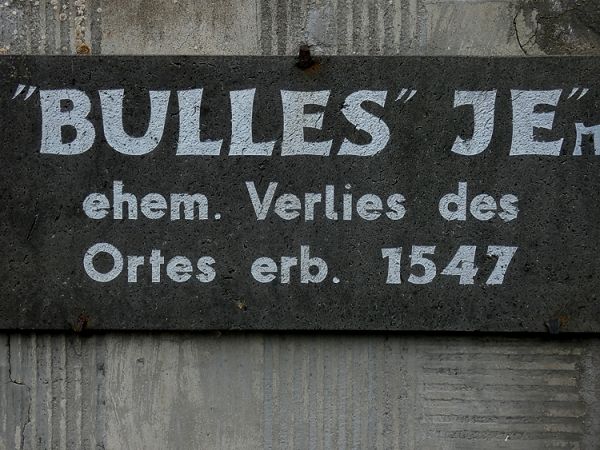 "BULLES" JE"
ehem. Verlies des
Ortes erb. 1547